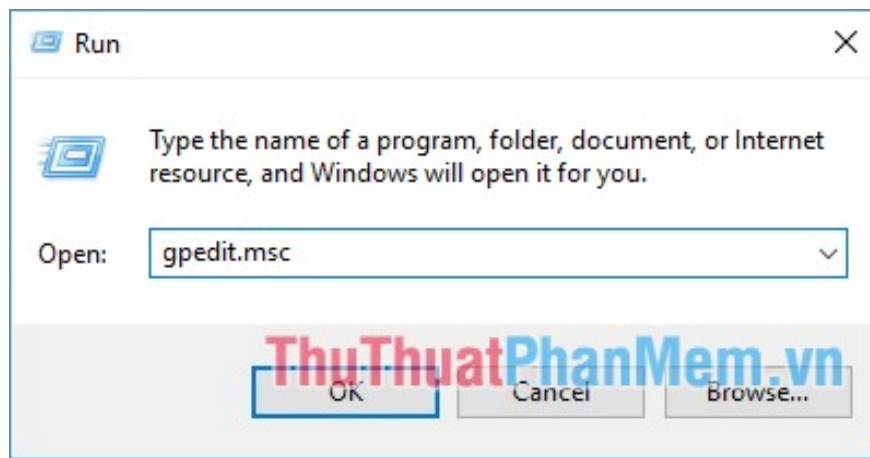 Run
Type the name of a program, folder, document, or Internet
resource, and Windows will open it for you.
Open: gpedit.msc
ThuThuatPhanMem.vn
OK Cancel Browse...